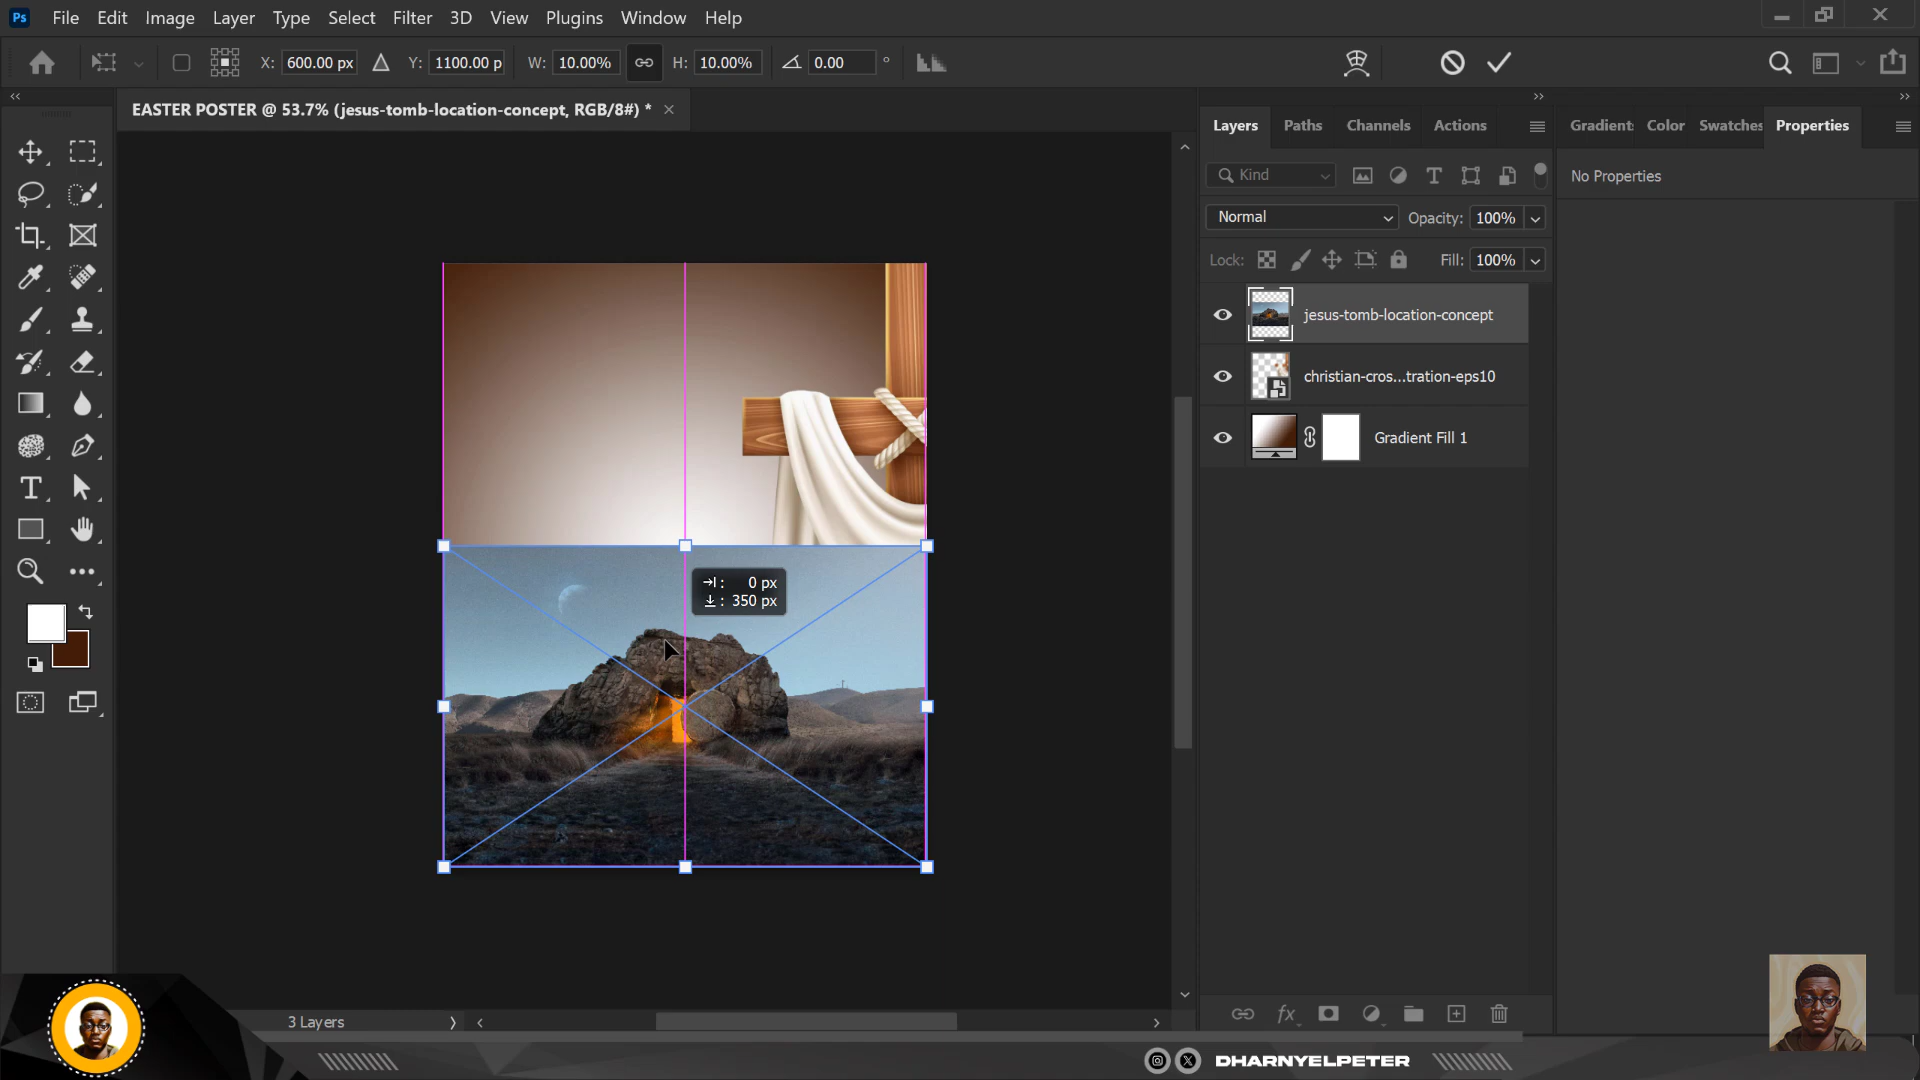 Ps File Edit Image Layer Type Select Filter 3D View Plugins Window Help
X: 600.00 px Y: 1100.00 p W: 10.00% H: 10.00% 0.00 °
EASTER POSTER @ 53.7% (jesus-tomb-location-concept, RGB/8#) *
Layers Paths Channels Actions
Gradient Color Swatches Properties
Kind
No Properties
Normal Opacity: 100%
Lock: Fill: 100%
jesus-tomb-location-concept
christian-cros...tration-eps10
Gradient Fill 1
: 0 px
: 350 px
3 Layers
DHARNYELPETER